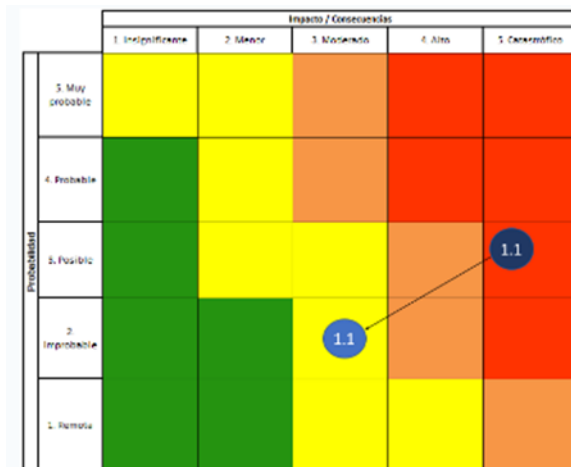 Impacto / Consecuencias
1. Insignificante
2. Menor
3. Moderado
4. Alto
5. Catastrófico
Probabilidad
5. Muy
probable
4. Probable
3. Posible
1.1
2.
Improbable
1.1
1. Remota